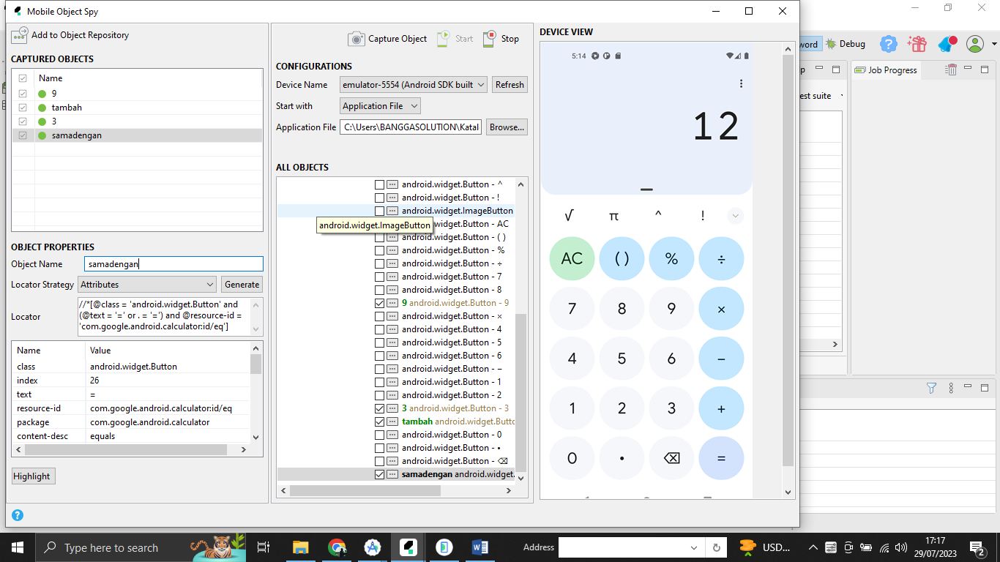 Mobile Object Spy
Add to Object Repository
CAPTURED OBJECTS
Name
9
tambah
3
samadengan
OBJECT PROPERTIES
Object Name samadengan
Locator Strategy Attributes Generate
Locator
//*[@class = 'android.widget.Button' and
(@text = '=' or . = '=') and @resource-id =
'com.google.android.calculator:id/eq']
Name Value
class android.widget.Button
index 26
text =
resource-id com.google.android.calculator:id/eq
package com.google.android.calculator
content-desc equals
Highlight
Capture Object Start Stop
CONFIGURATIONS
Device Name emulator-5554 (Android SDK built Refresh
Start with Application File
Application File C:\Users\BANGGASOLUTION\Katal Browse...
ALL OBJECTS
android.widget.Button - ^
android.widget.Button - !
android.widget.ImageButton
android.widget.ImageButton
widget.Button - AC
android.widget.Button - ( )
android.widget.Button - %
android.widget.Button - ÷
android.widget.Button - 7
android.widget.Button - 8
9 android.widget.Button - 9
android.widget.Button - ×
android.widget.Button - 4
android.widget.Button - 5
android.widget.Button - 6
android.widget.Button - −
android.widget.Button - 1
android.widget.Button - 2
3 android.widget.Button - 3
tambah android.widget.Butto
android.widget.Button - 0
android.widget.Button - •
android.widget.Button - ⌫
samadengan android.widget.
DEVICE VIEW
5:14
12
√ π ^ !
AC ( ) % ÷
7 8 9 ×
4 5 6 −
1 2 3 +
0 • ⌫ =
word Debug
p Job Progress
est suite
Type here to search
Address
USD...
17:17
29/07/2023
2